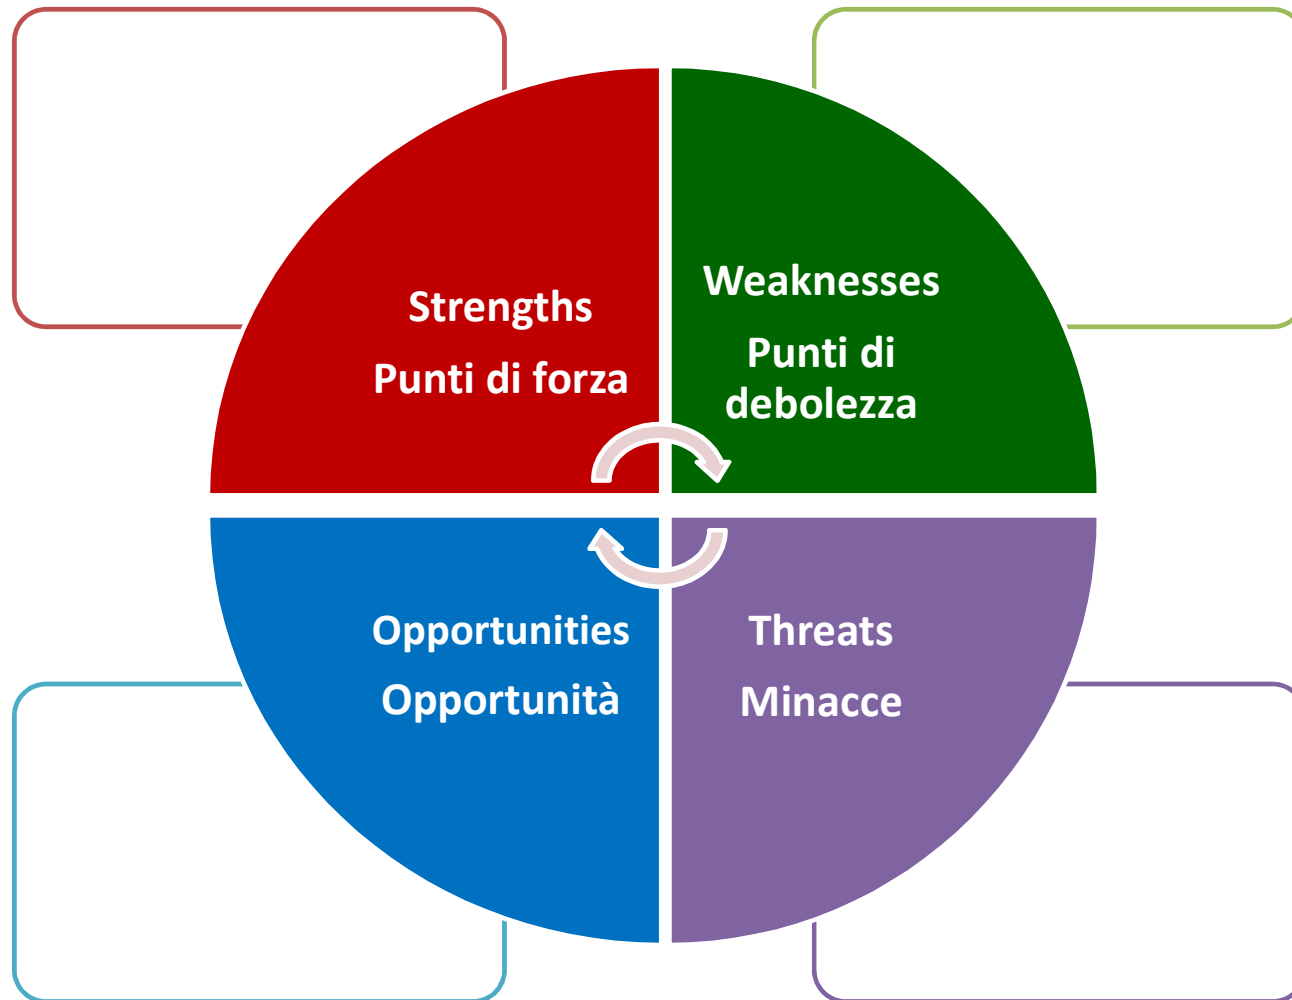 Strengths
Punti di forza
Weaknesses
Punti di
debolezza
Opportunities
Opportunità
Threats
Minacce